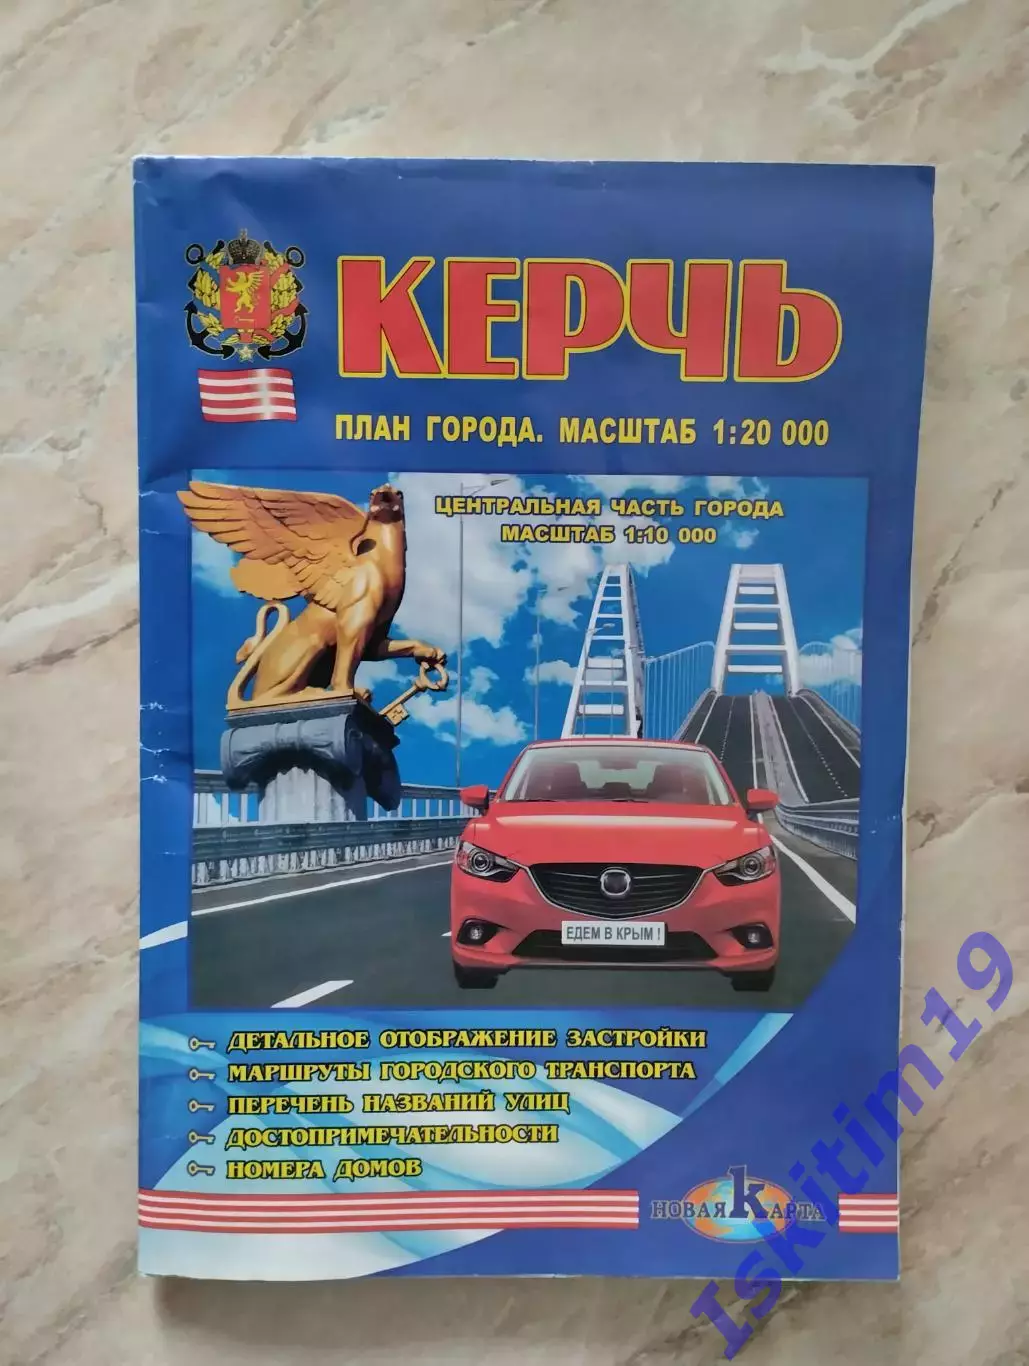 КЕРЧЬ
ПЛАН ГОРОДА. МАСШТАБ 1:20 000
ЦЕНТРАЛЬНАЯ ЧАСТЬ ГОРОДА
МАСШТАБ 1:10 000
ЕДЕМ В КРЫМ !
ДЕТАЛЬНОЕ ОТОБРАЖЕНИЕ ЗАСТРОЙКИ
МАРШРУТЫ ГОРОДСКОГО ТРАНСПОРТА
ПЕРЕЧЕНЬ НАЗВАНИЙ УЛИЦ
ДОСТОПРИМЕЧАТЕЛЬНОСТИ
НОМЕРА ДОМОВ
НОВАЯ КАРТА
Iskitim19